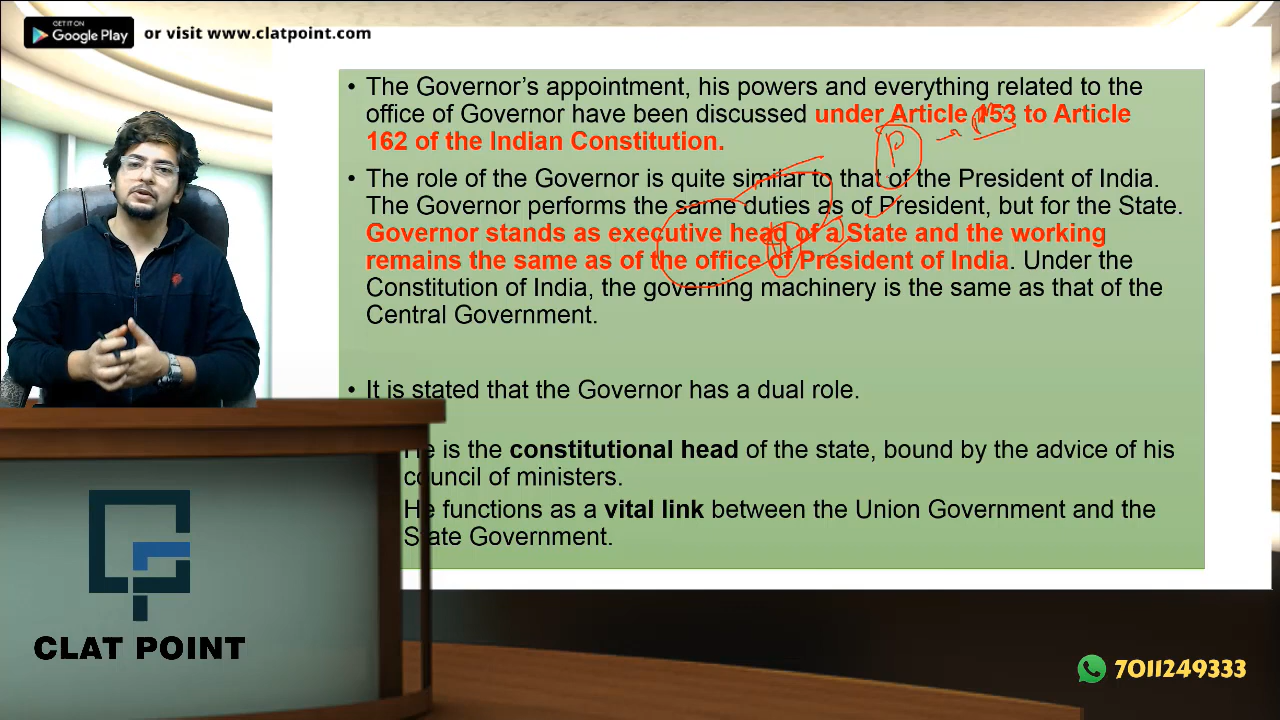 GET IT ON
Google Play
or visit www.clatpoint.com
• The Governor's appointment, his powers and everything related to the
office of Governor have been discussed under Article 153 to Article
162 of the Indian Constitution.
• The role of the Governor is quite similar to that of the President of India.
The Governor performs the same duties as of President, but for the State.
Governor stands as executive head of a State and the working
remains the same as of the office of President of India. Under the
Constitution of India, the governing machinery is the same as that of the
Central Government.
• It is stated that the Governor has a dual role.
He is the constitutional head of the state, bound by the advice of his
council of ministers.
He functions as a vital link between the Union Government and the
State Government.
P
CLAT POINT
7011249333